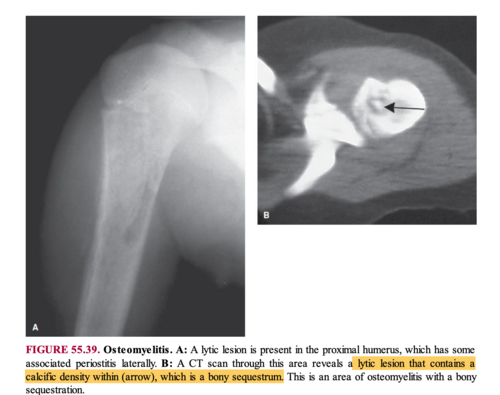 A
B
FIGURE 55.39. Osteomyelitis. A: A lytic lesion is present in the proximal humerus, which has some
associated periostitis laterally. B: A CT scan through this area reveals a lytic lesion that contains a
calcific density within (arrow), which is a bony sequestrum. This is an area of osteomyelitis with a bony
sequestration.